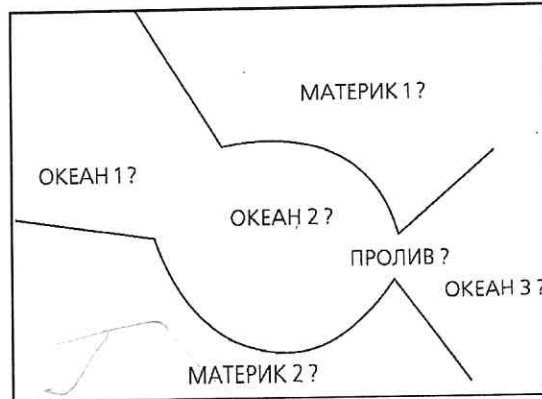 МАТЕРИК 1?
ОКЕАН 1?
ОКЕАН 2?
ПРОЛИВ ?
ОКЕАН 3?
МАТЕРИК 2?